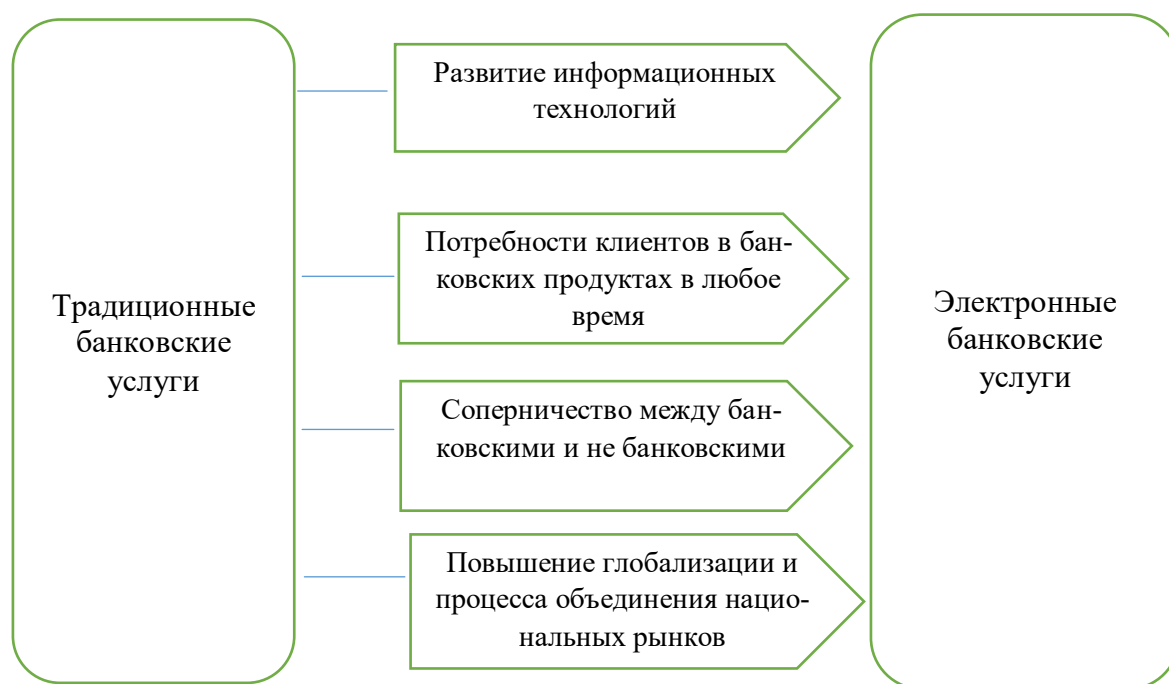 Традиционные
банковские
услуги
Развитие информационных
технологий
Потребности клиентов в бан-
ковских продуктах в любое
время
Соперничество между бан-
ковскими и не банковскими
Повышение глобализации и
процесса объединения нацио-
нальных рынков
Электронные
банковские
услуги